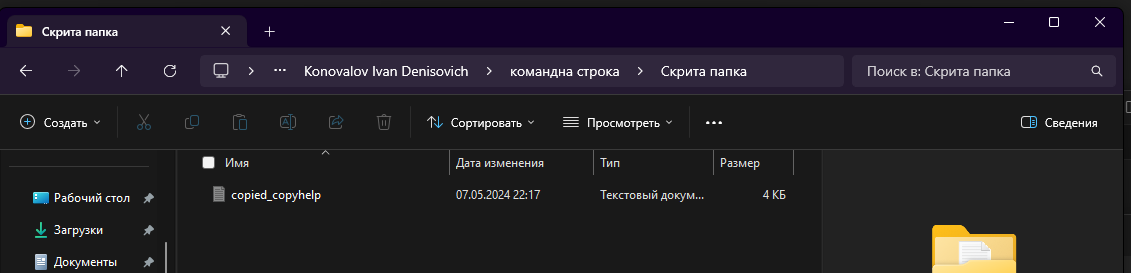 Скрита папка
Konovalov Ivan Denisovich командна строка Скрита папка
Поиск в: Скрита папка
Создать Сортировать Просмотреть Сведения
Имя Дата изменения Тип Размер
Рабочий стол
copied_copyhelp 07.05.2024 22:17 Текстовый докум... 4 КБ
Загрузки
Документы